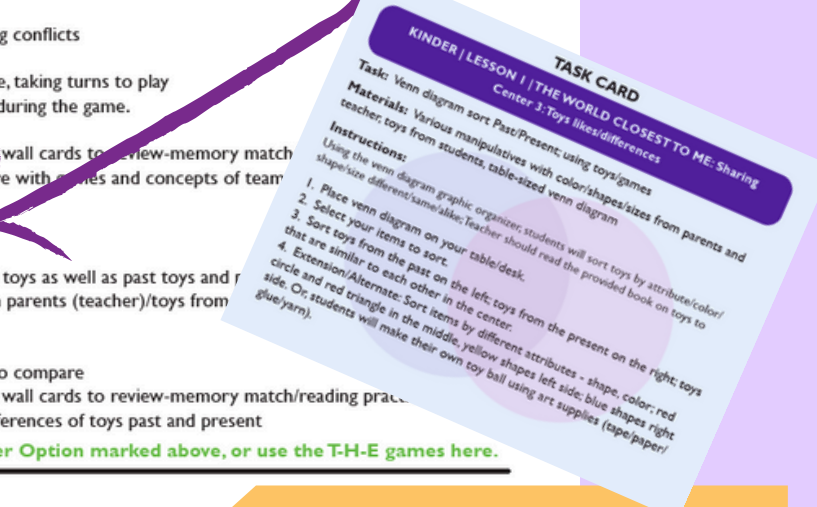 g conflicts
e, taking turns to play
during the game.
wall cards to review-memory match
e with games and concepts of team
toys as well as past toys and
parents (teacher)/toys from
o compare
wall cards to review-memory match/reading
ferences of toys past and present
er Option marked above, or use the T-H-E games here.
TASK CARD
KINDER | LESSON 1 | THE WORLD CLOSEST TO ME: Sharing
Center 3: Toys likes/differences
Task: Venn diagram sort Past/Present; using toys/games
Materials: Various manipulatives with color/shapes/sizes from parents and
teacher, toys from students, table-sized venn diagram
Instructions:
Using the venn diagram graphic organizer, students will sort toys by attribute/color/
shape/size different/same/alike; Teacher should read the provided book on toys to
1. Place venn diagram on your table/desk.
2. Select your items to sort.
3. Sort toys from the past on the left; toys from the present on the right; toys
that are similar to each other in the center.
4. Extension/Alternate: Sort items by different attributes - shape, color; red
circle and red triangle in the middle, yellow shapes left side; blue shapes right
side. Or, students will make their own toy ball using art supplies (tape/paper/
glue/yarn).